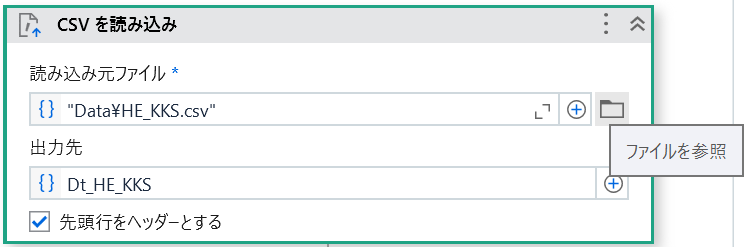 CSV を読み込み
読み込み元ファイル *
{} "Data¥HE_KKS.csv"
ファイルを参照
出力先
{} Dt_HE_KKS
先頭行をヘッダーとする